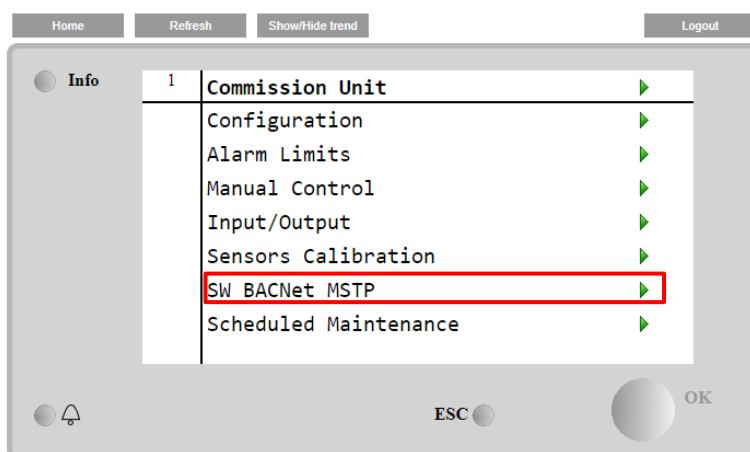 Home Refresh Show/Hide trend Logout
Info 1 Commission Unit
Configuration
Alarm Limits
Manual Control
Input/Output
Sensors Calibration
SW BACNet MSTP
Scheduled Maintenance
ESC OK